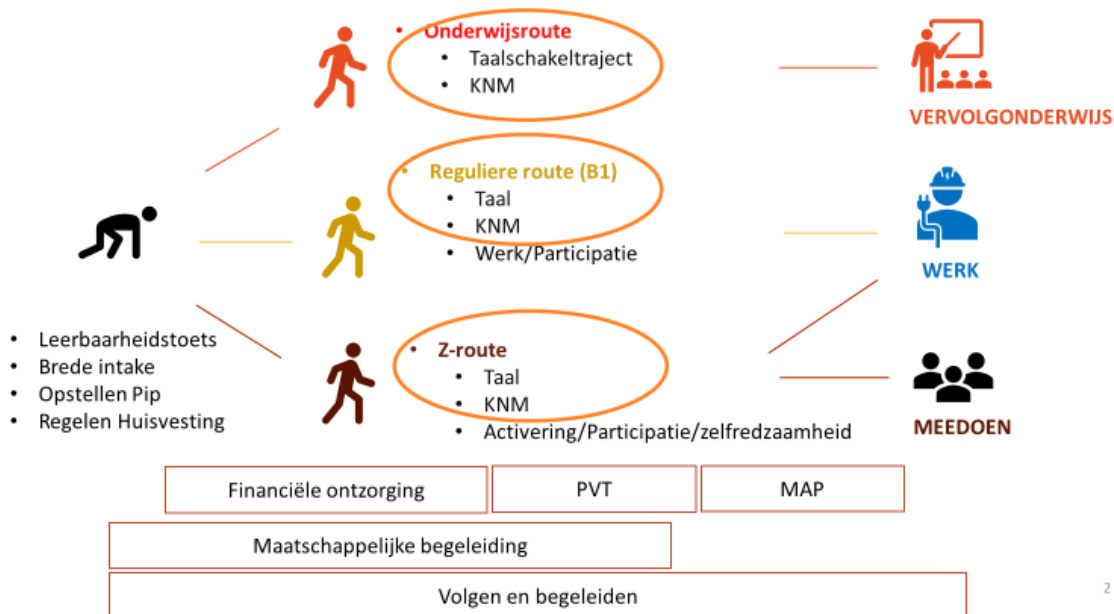 Onderwijsroute
Taalschakeltraject
KNM
VERVOLGONDERWIJS
Reguliere route (B1)
Taal
KNM
Werk/Participatie
WERK
Leerbaarheidstoets
Brede intake
Opstellen Pip
Regelen Huisvesting
Z-route
Taal
KNM
Activering/Participatie/zelfredzaamheid
MEEDOEN
Financiële ontzorging
PVT
MAP
Maatschappelijke begeleiding
Volgen en begeleiden
2